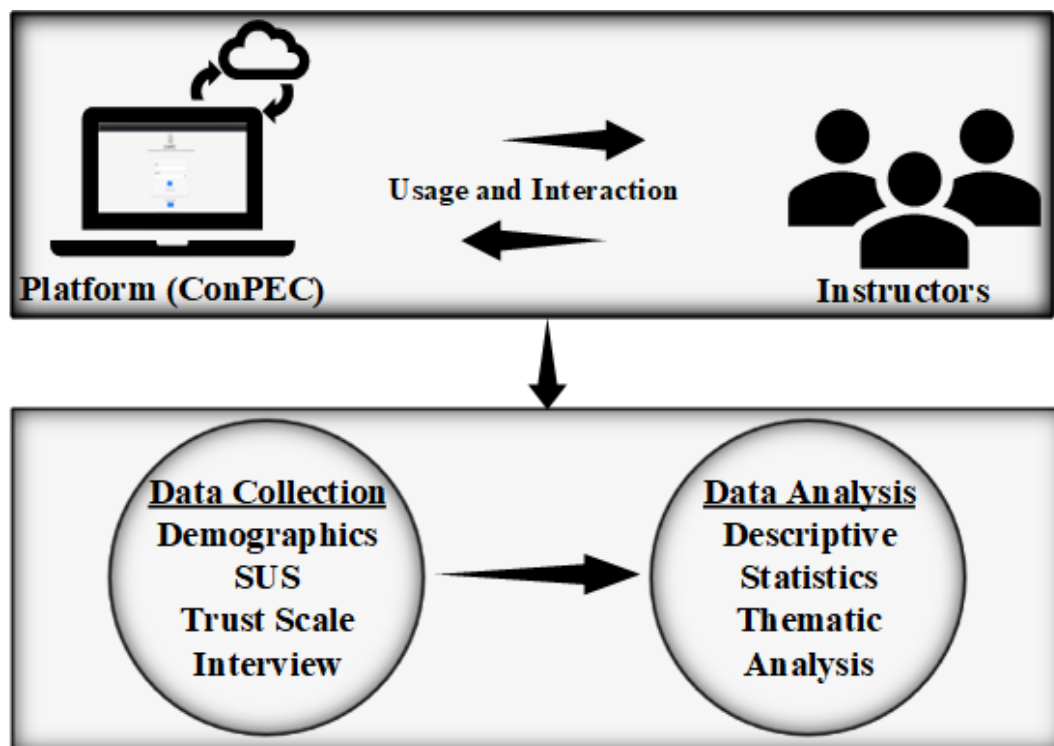 Usage and Interaction
Platform (ConPEC)
Instructors
Data Collection
Demographics
SUS
Trust Scale
Interview
Data Analysis
Descriptive
Statistics
Thematic
Analysis